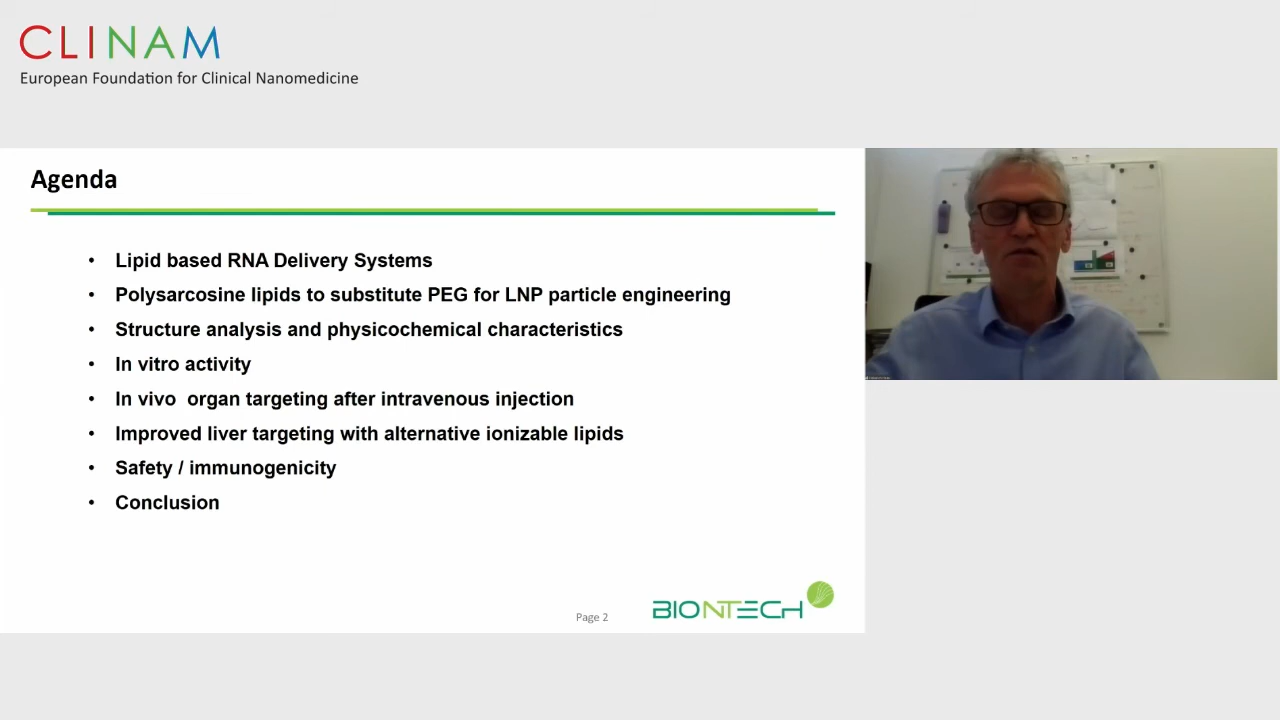 CLINAM
European Foundation for Clinical Nanomedicine
Agenda
• Lipid based RNA Delivery Systems
• Polysarcosine lipids to substitute PEG for LNP particle engineering
• Structure analysis and physicochemical characteristics
• In vitro activity
• In vivo  organ targeting after intravenous injection
• Improved liver targeting with alternative ionizable lipids
• Safety / immunogenicity
• Conclusion
Page 2
BIONTECH